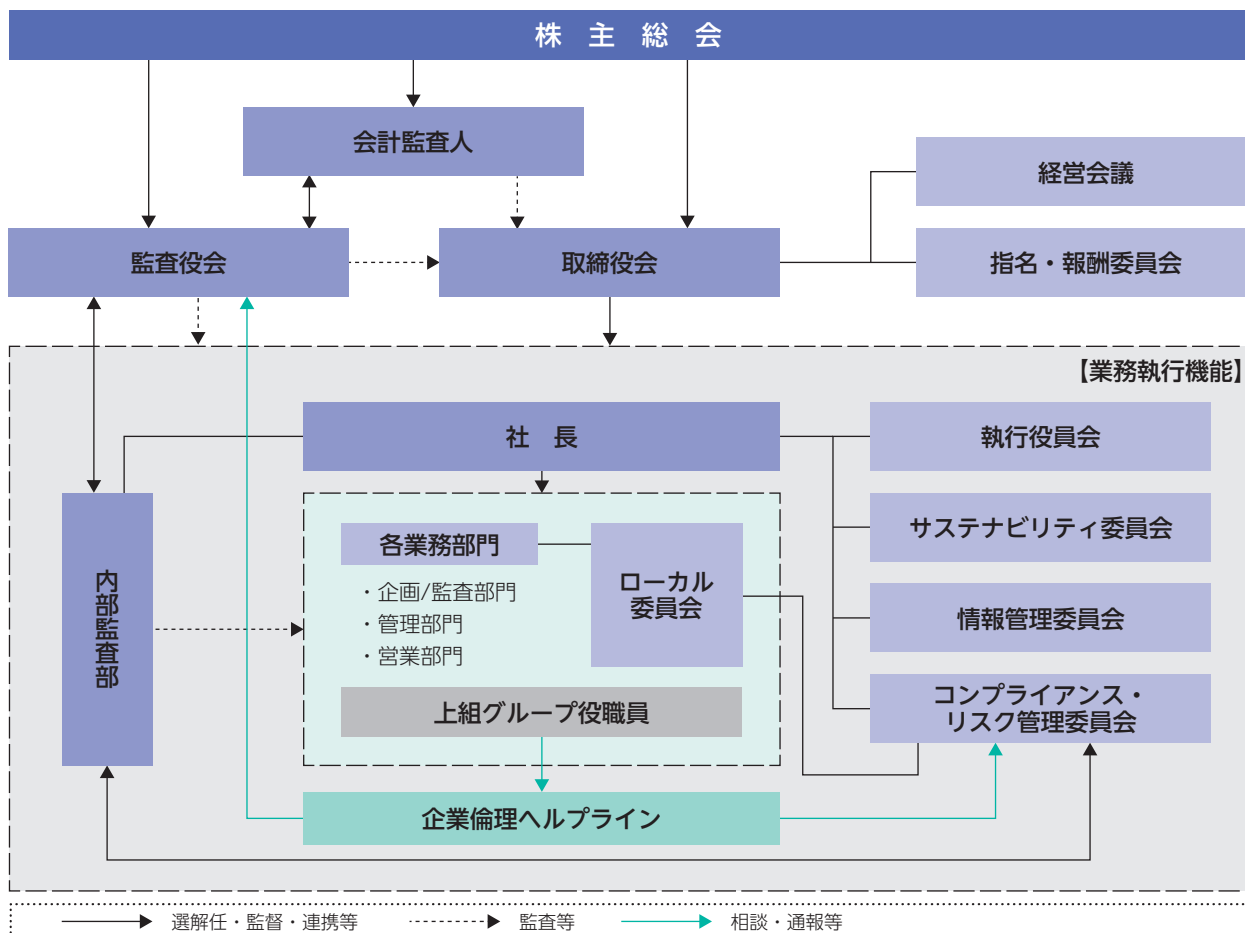 株主総会
会計監査人
経営会議
監査役会
取締役会
指名・報酬委員会
【業務執行機能】
社長
執行役員会
サステナビリティ委員会
各業務部門
・企画/監査部門
・管理部門
・営業部門
ローカル
委員会
内部監査部
情報管理委員会
上組グループ役職員
コンプライアンス・
リスク管理委員会
企業倫理ヘルプライン
選解任・監督・連携等
監査等
相談・通報等